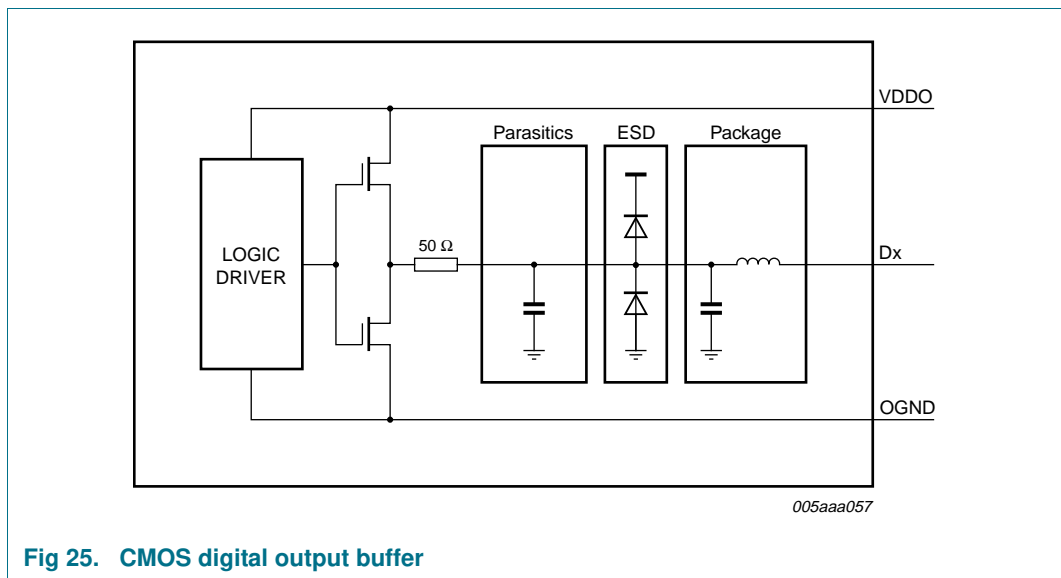 VDDO
Parasitics
ESD
Package
LOGIC
DRIVER
50 Ω
Dx
OGND
005aaa057
Fig 25. CMOS digital output buffer